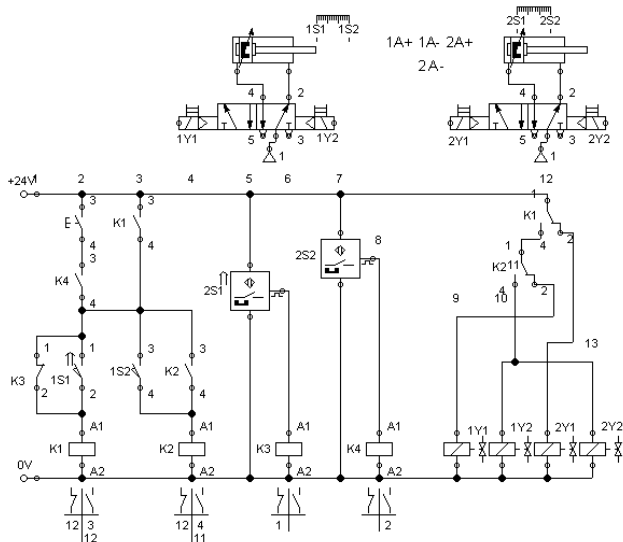 1S1 1S2
2S1 2S2
1A+ 1A- 2A+
2A-
4 2
4 2
1Y1 5 3 1Y2
2Y1 5 3 2Y2
1
1
+24V 1 2 3 4 5 6 7 12
3 3 1
K1 K1
4 4 4 2
3 2S2 8
K4 1 K2 11
4 2S1 4 2
9 10
1 1 3 3 13
K3 1S1 1S2 K2
2 2 4 4
A1 A1 A1 A1 1Y1 1Y2 2Y1 2Y2
K1 K2 K3 K4
0V A2 A2 A2 A2
12 3 12 4 1 2
12 11